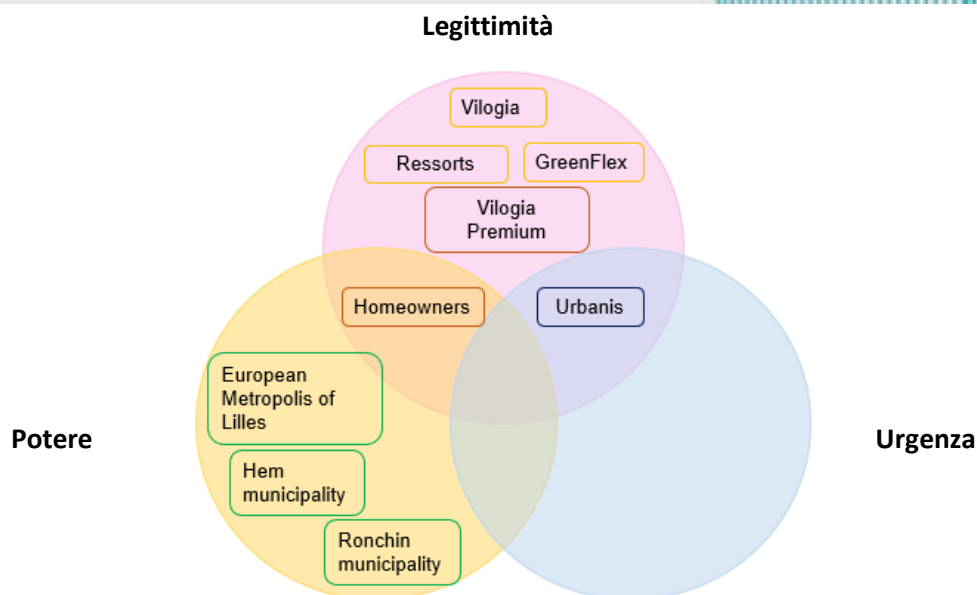 Legittimità
Vilogia
Ressorts
GreenFlex
Vilogia
Premium
Homeowners
Urbanis
European
Metropolis of
Lilles
Potere
Urgenza
Hem
municipality
Ronchin
municipality